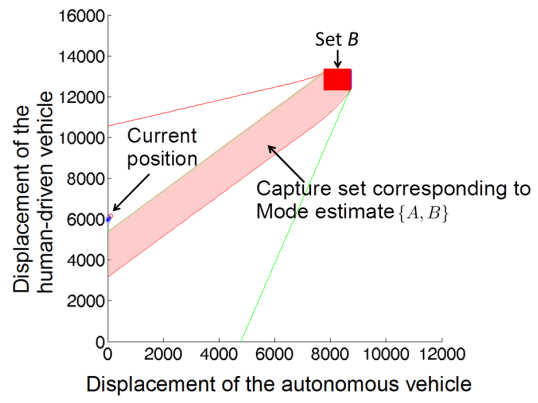 16000
14000
12000
10000
8000
6000
4000
2000
0
0
2000
4000
6000
8000
10000
12000
Set B
Current
position
Capture set corresponding to
Mode estimate {A, B}
Displacement of the
human-driven vehicle
Displacement of the autonomous vehicle